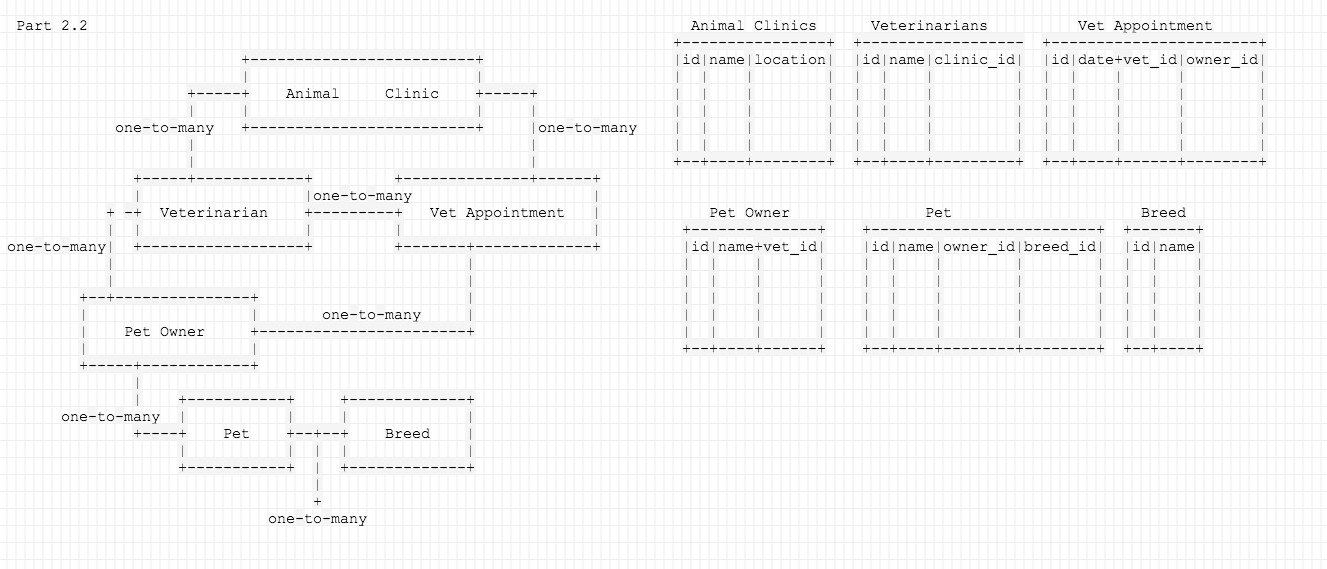 Part 2.2
Animal Clinics Veterinarians Vet Appointment
id name location id name clinic_id id date vet_id owner_id
Animal Clinic
one-to-many one-to-many
one-to-many
Veterinarian Vet Appointment
one-to-many
Pet Owner Pet Breed
id name vet_id id name owner_id breed_id id name
one-to-many
Pet Owner
one-to-many
Pet Breed
one-to-many